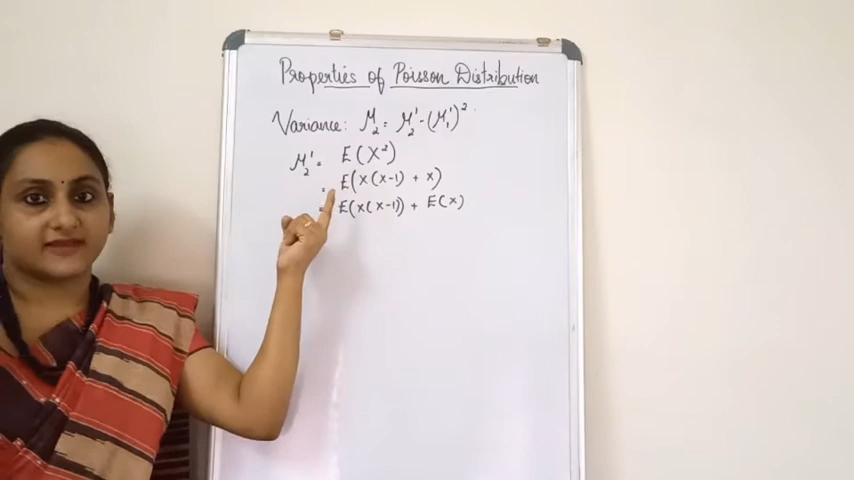 Properties of Poisson Distribution
Variance: μ₂ = μ₂' - (μ₁')²
μ₂' = E(X²)
= E(X(X-1) + X)
= E(X(X-1)) + E(X)